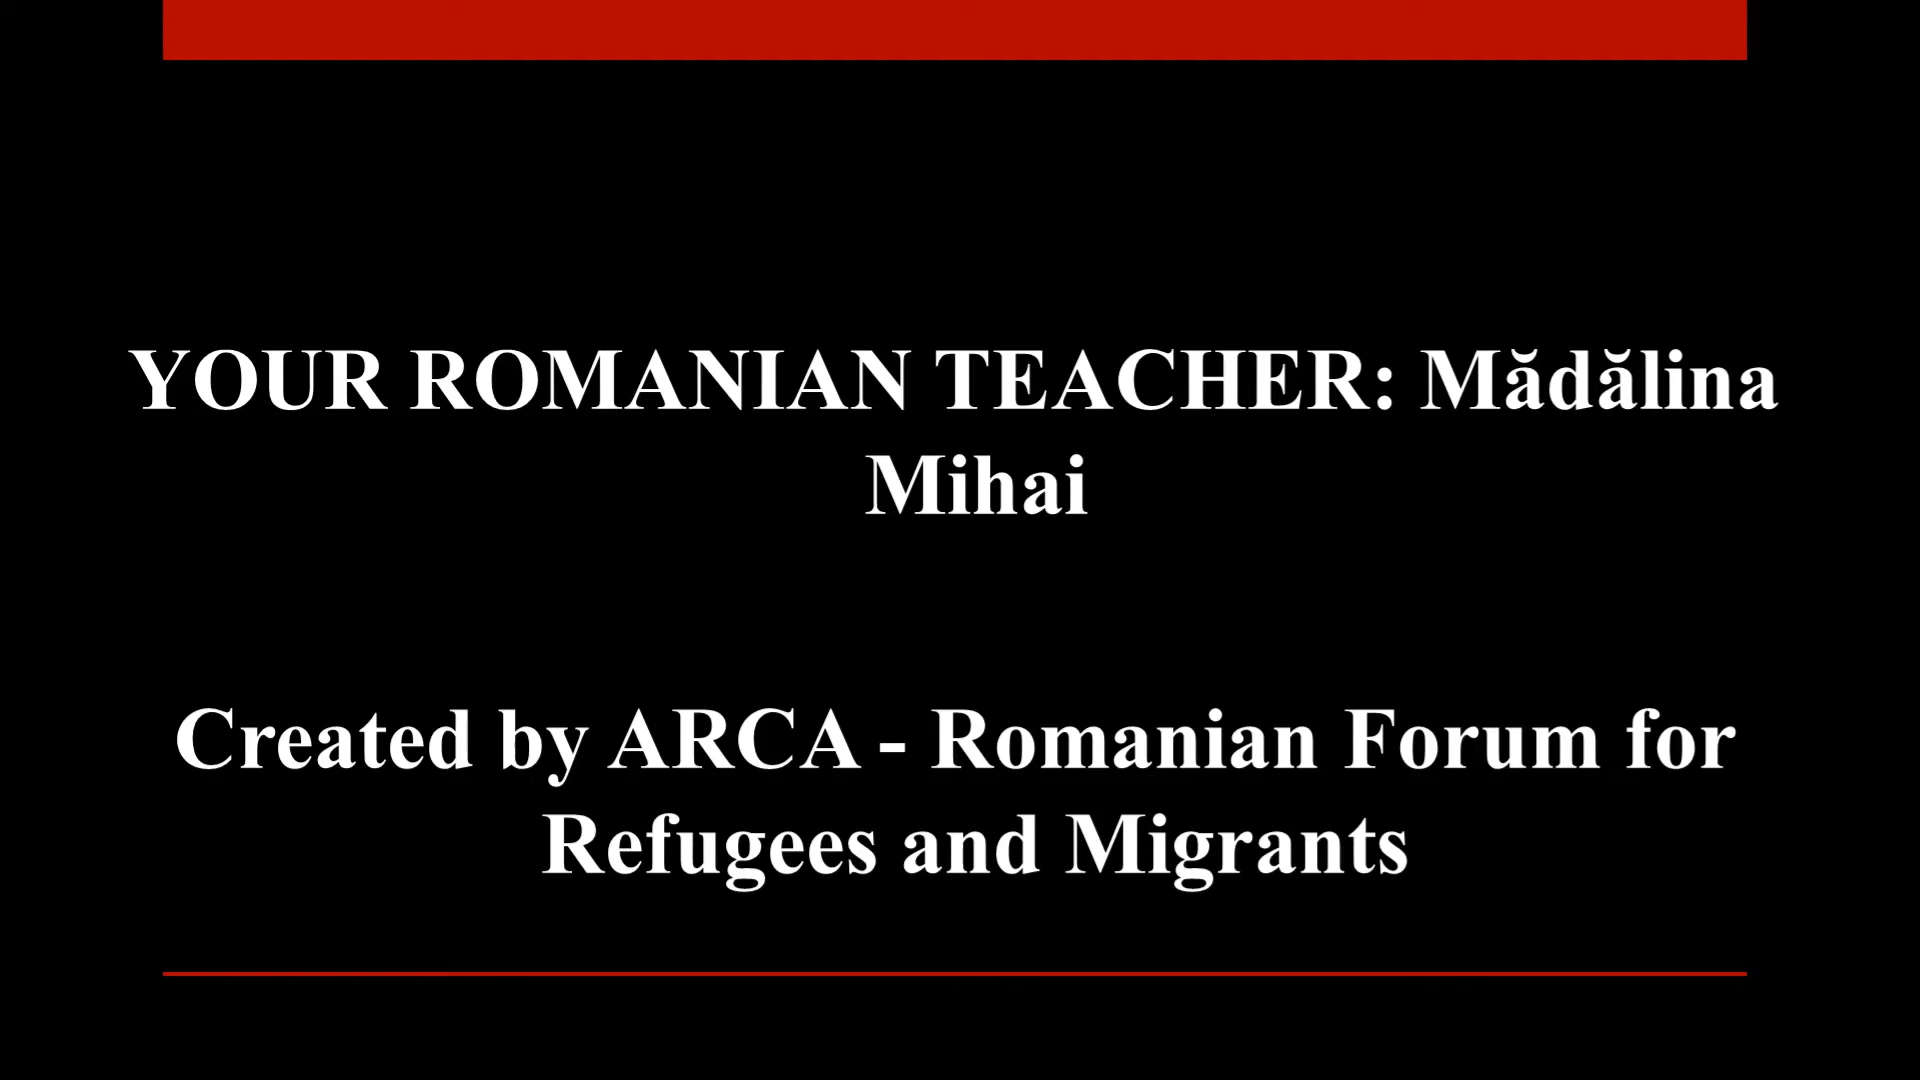 YOUR ROMANIAN TEACHER: Mădălina
Mihai
Created by ARCA - Romanian Forum for
Refugees and Migrants